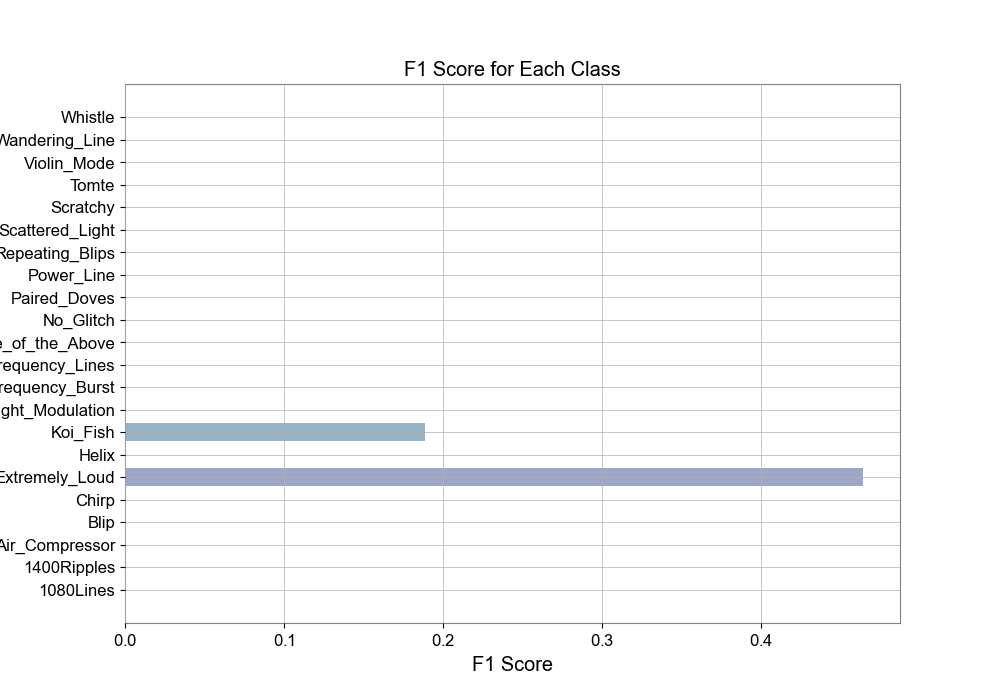 F1 Score for Each Class
Whistle
Wandering_Line
Violin_Mode
Tomte
Scratchy
Scattered_Light
Repeating_Blips
Power_Line
Paired_Doves
No_Glitch
e_of_the_Above
requency_Lines
requency_Burst
ght_Modulation
Koi_Fish
Helix
Extremely_Loud
Chirp
Blip
Air_Compressor
1400Ripples
1080Lines
0.0 0.1 0.2 0.3 0.4
F1 Score